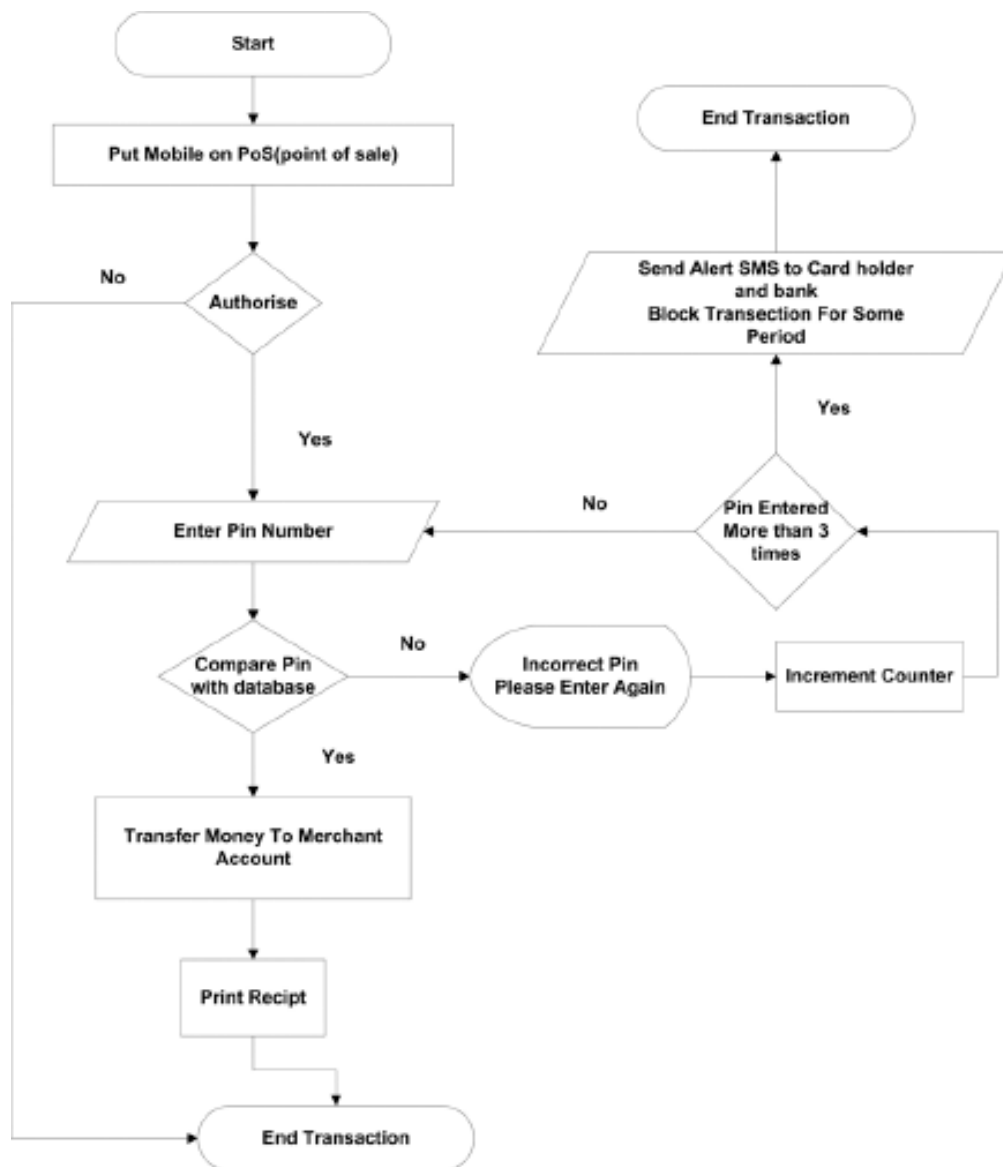 Start
Put Mobile on PoS(point of sale)
No
Authorise
Yes
Enter Pin Number
Compare Pin
with database
No
Incorrect Pin
Please Enter Again
Increment Counter
Pin Entered
More than 3
times
No
Yes
Send Alert SMS to Card holder
and bank
Block Transection For Some
Period
End Transaction
Yes
Transfer Money To Merchant
Account
Print Recipt
End Transaction